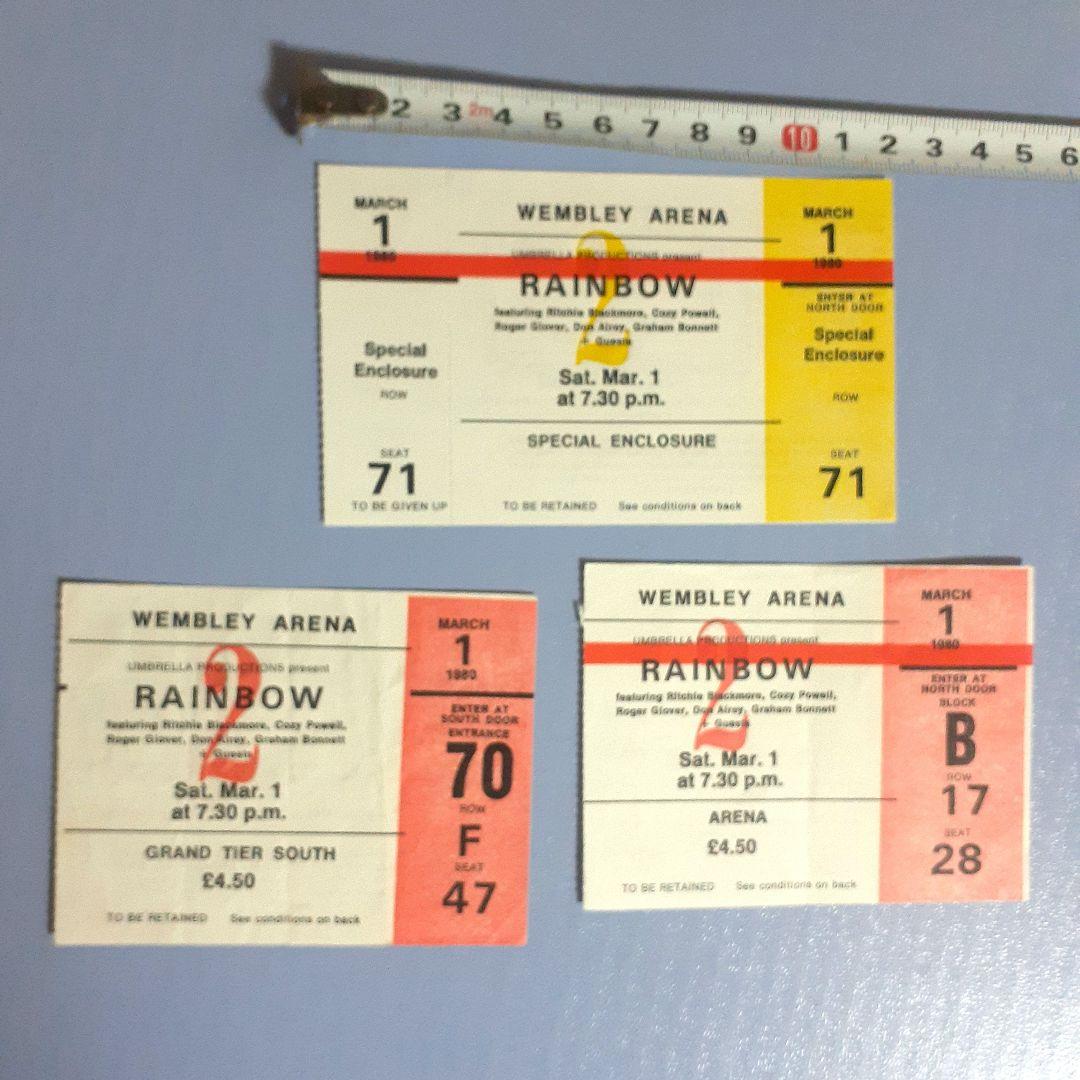 2 3 2m 4 5 6 7 8 9 10 1 2 3 4 5 6
MARCH
1
1980
Special
Enclosure
ROW
SEAT
71
TO BE GIVEN UP
WEMBLEY ARENA
UMBRELLA PRODUCTIONS present
2
RAINBOW
featuring Ritchie Blackmore, Cozy Powell,
Roger Glover, Don Airey, Graham Bonnett
+ Guests
Sat. Mar. 1
at 7.30 p.m.
SPECIAL ENCLOSURE
TO BE RETAINED See conditions on back
MARCH
1
1980
ENTER AT
NORTH DOOR
Special
Enclosure
ROW
SEAT
71
WEMBLEY ARENA
UMBRELLA PRODUCTIONS present
2
RAINBOW
featuring Ritchie Blackmore, Cozy Powell,
Roger Glover, Don Airey, Graham Bonnett
+ Guests
Sat. Mar. 1
at 7.30 p.m.
GRAND TIER SOUTH
£4.50
TO BE RETAINED See conditions on back
MARCH
1
1980
ENTER AT
SOUTH DOOR
ENTRANCE
70
ROW
F
SEAT
47
WEMBLEY ARENA
UMBRELLA PRODUCTIONS present
2
RAINBOW
featuring Ritchie Blackmore, Cozy Powell,
Roger Glover, Don Airey, Graham Bonnett
+ Guests
Sat. Mar. 1
at 7.30 p.m.
ARENA
£4.50
TO BE RETAINED See conditions on back
MARCH
1
1980
ENTER AT
NORTH DOOR
BLOCK
B
ROW
17
SEAT
28